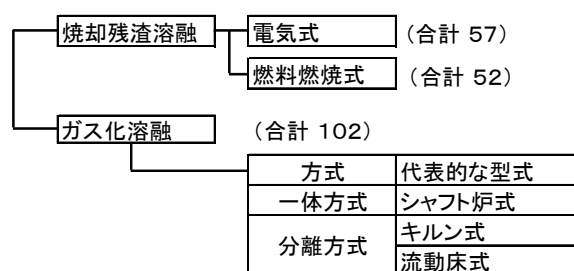 焼却残渣溶融 電気式 (合計 57)
燃料燃焼式 (合計 52)
ガス化溶融 (合計 102)
方式 代表的な型式
一体方式 シャフト炉式
分離方式 キルン式
流動床式